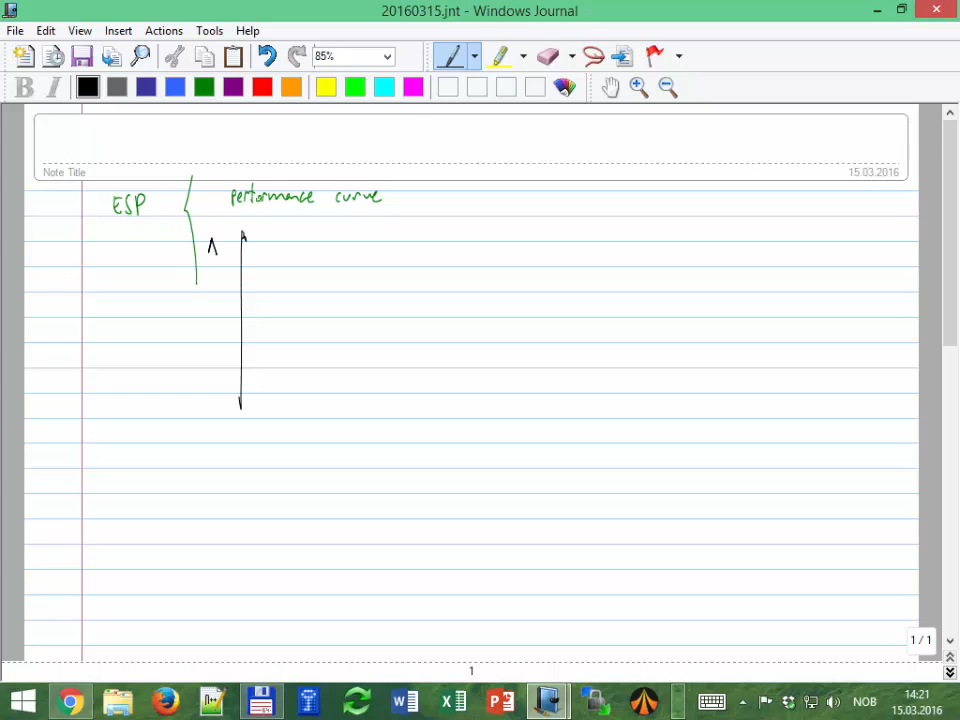 20160315.jnt - Windows Journal
File Edit View Insert Actions Tools Help
85%
B I
Note Title
15.03.2016
ESP { performance curve
1 / 1
1
NOB
14:21
15.03.2016